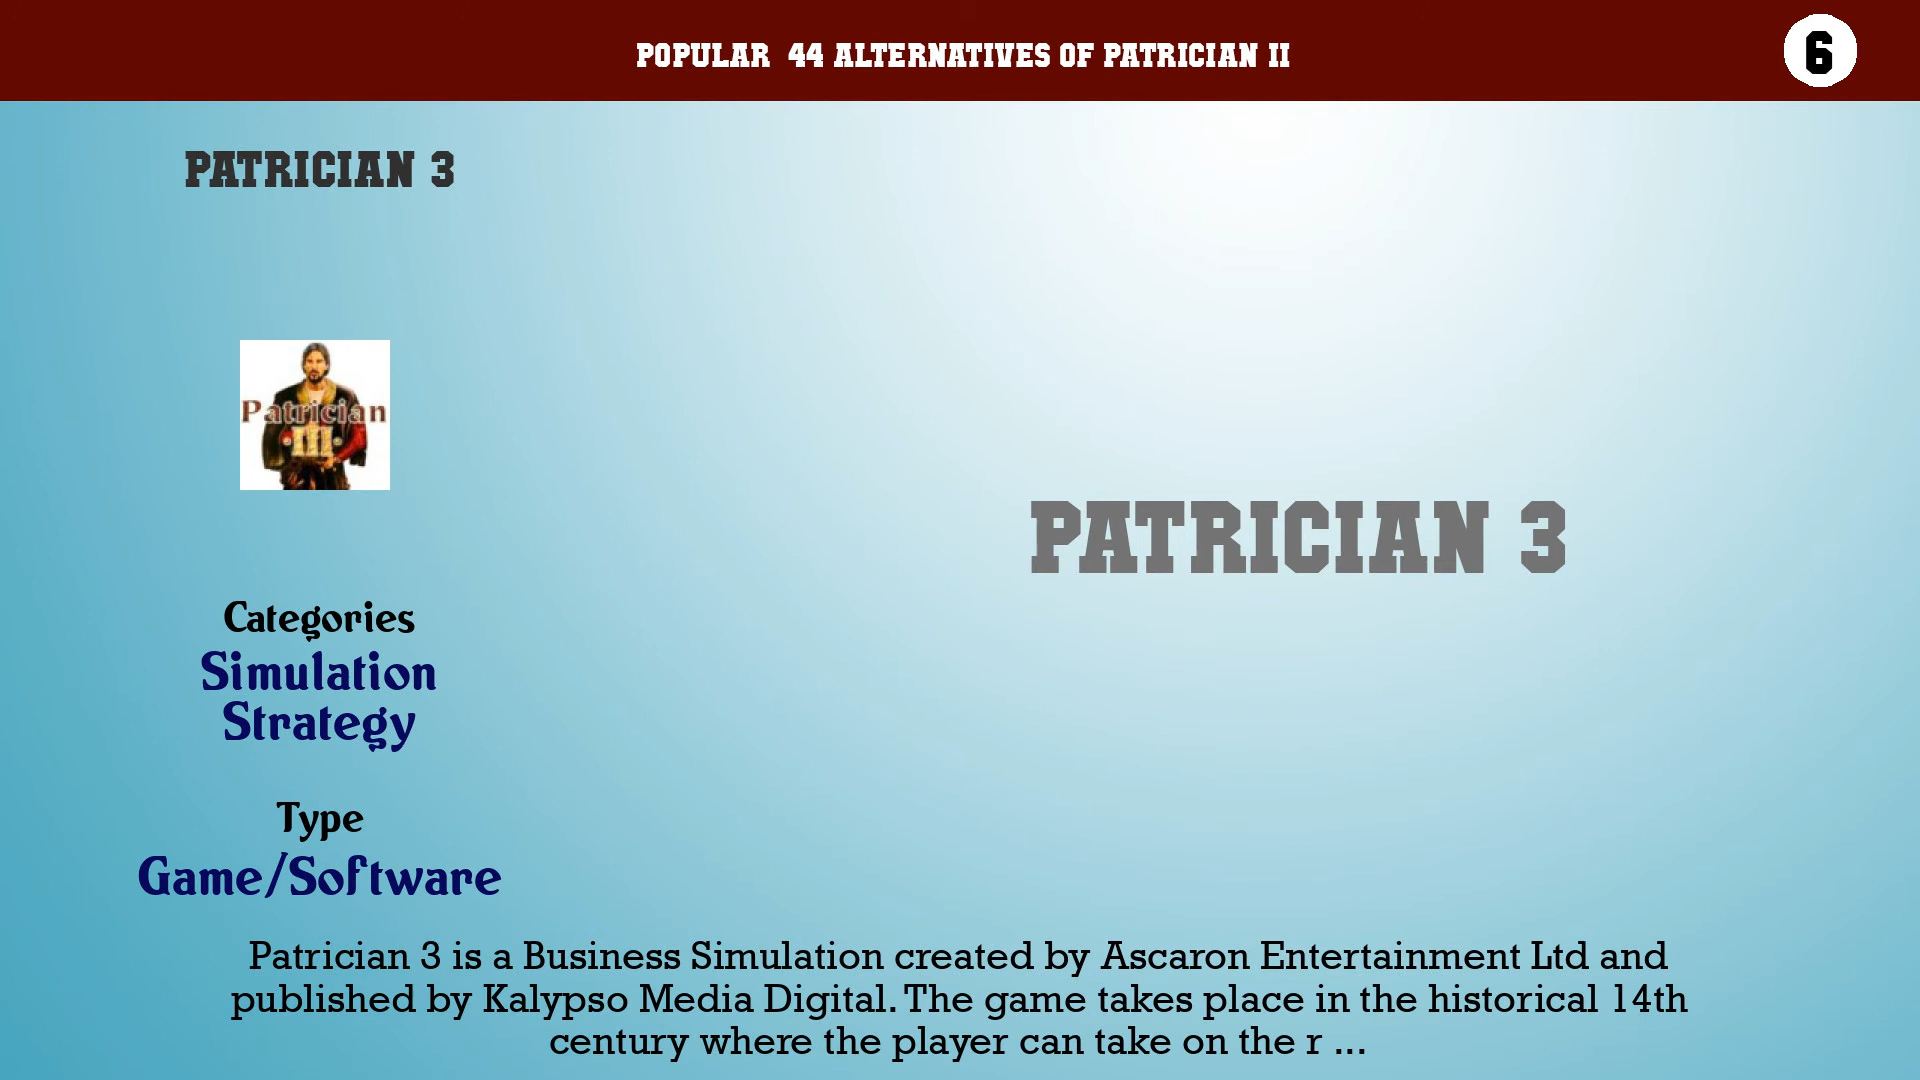 POPULAR 44 ALTERNATIVES OF PATRICIAN II
6
PATRICIAN 3
Patrician
III
PATRICIAN 3
Categories
Simulation
Strategy
Type
Game/Software
Patrician 3 is a Business Simulation created by Ascaron Entertainment Ltd and
published by Kalypso Media Digital. The game takes place in the historical 14th
century where the player can take on the r ...